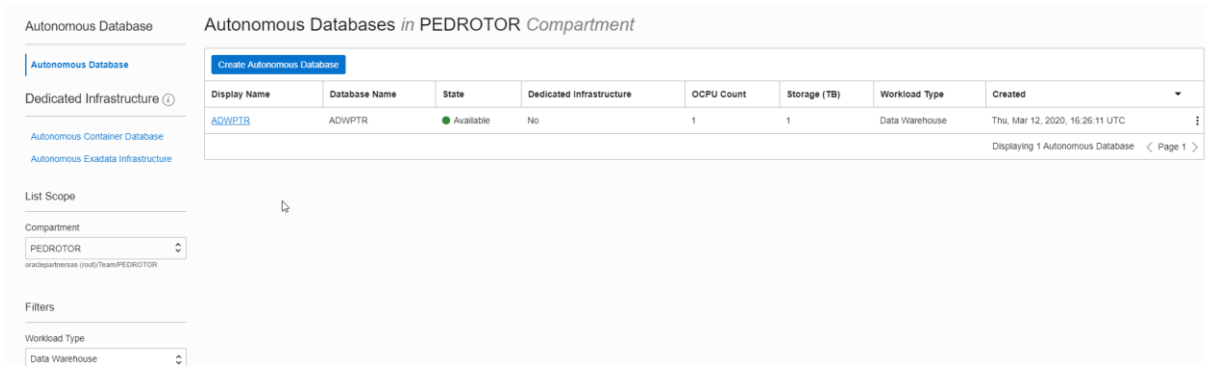 Autonomous Database
Autonomous Databases in PEDROTOR Compartment
Autonomous Database
Create Autonomous Database
Dedicated Infrastructure
Display Name Database Name State Dedicated Infrastructure OCPU Count Storage (TB) Workload Type Created
ADWPTR ADWPTR Available No 1 1 Data Warehouse Thu, Mar 12, 2020, 16:26:11 UTC
Autonomous Container Database
Displaying 1 Autonomous Database < Page 1 >
Autonomous Exadata Infrastructure
List Scope
Compartment
PEDROTOR
oraclepartnersas (root)/Team/PEDROTOR
Filters
Workload Type
Data Warehouse